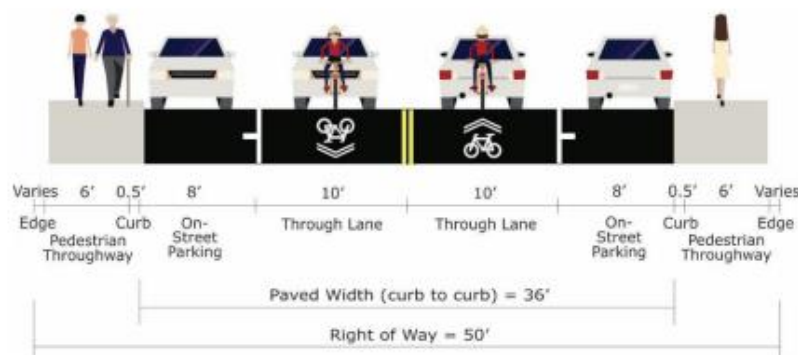 Varies 6’ 0.5’ 8’ 10’ 10’ 8’ 0.5’ 6’ Varies
Edge Pedestrian Throughway Curb On-Street Parking Through Lane Through Lane On-Street Parking Curb Pedestrian Throughway Edge
Paved Width (curb to curb) = 36’
Right of Way = 50’